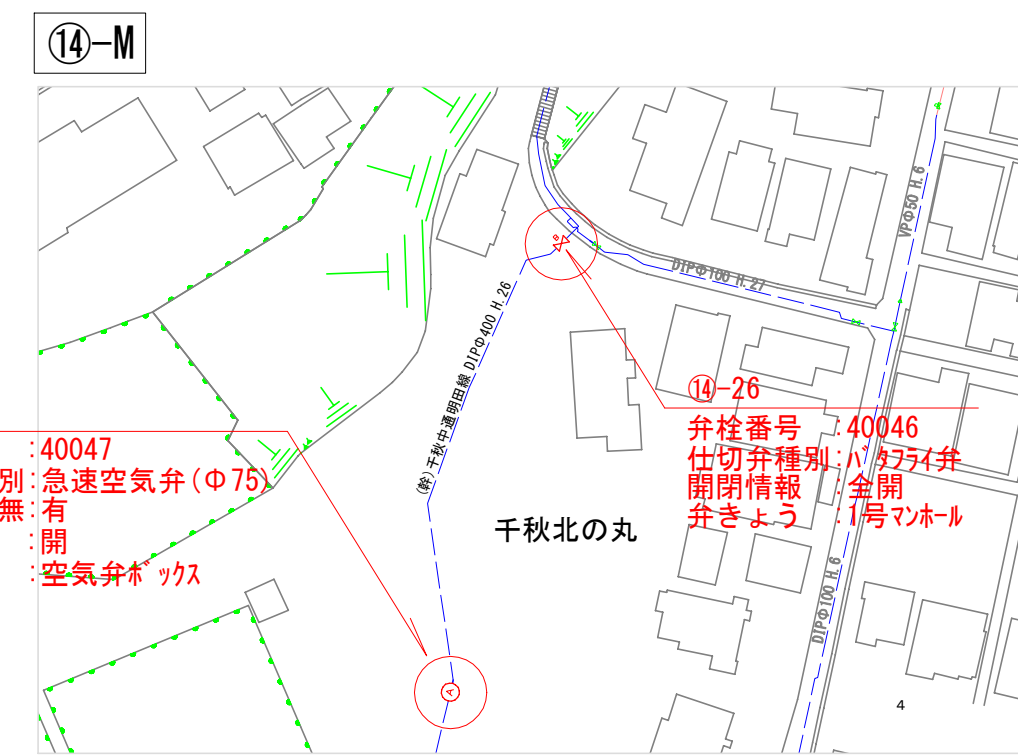 ⑭-M
VPΦ50 H.6
DIPΦ100 H.27
(幹)千秋中通明田線 DIPΦ400 H.26
⑭-26
弁栓番号 :40046
仕切弁種別:バタフライ弁
開閉情報 :全開
弁きょう :1号マンホール
:40047
別:急速空気弁(Φ75)
無:有
:開
:空気弁ボックス
千秋北の丸
DIPΦ100 H.6
A
B
4